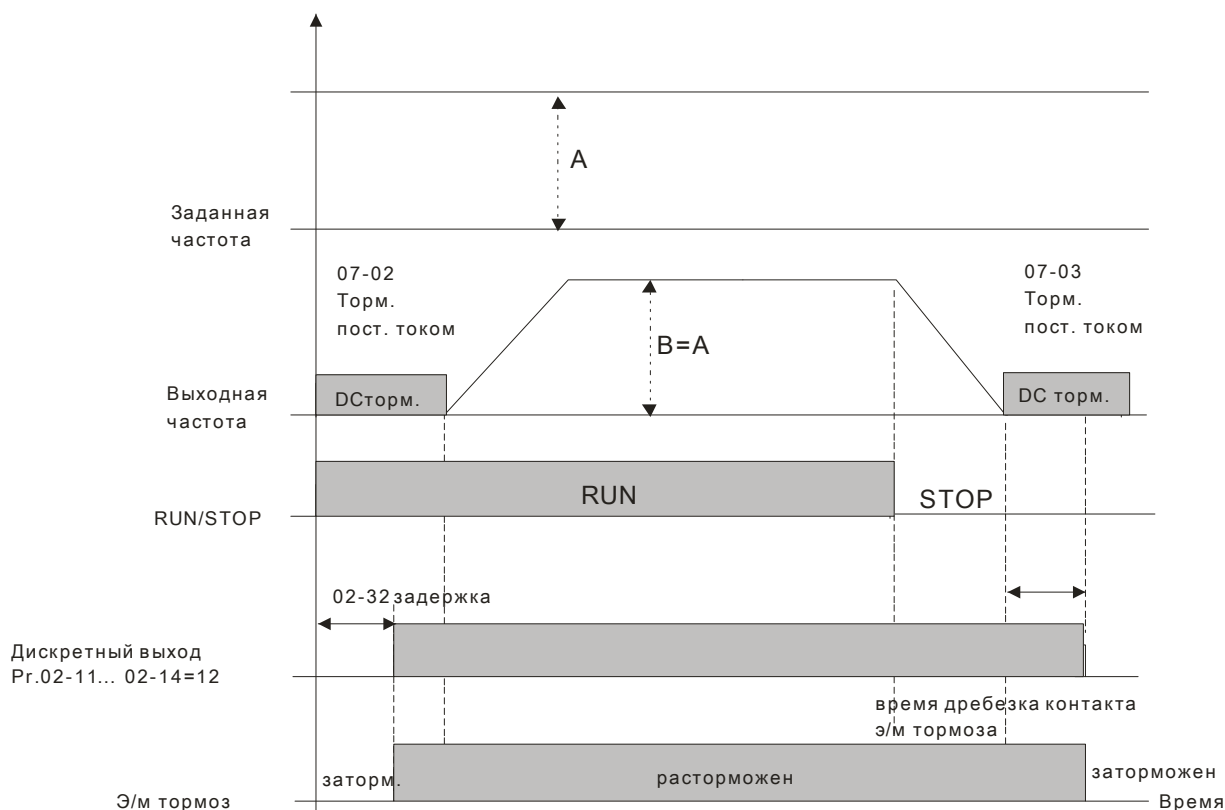 A
Заданная
частота
07-02
Торм.
пост. током
07-03
Торм.
пост. током
B=A
Выходная
частота
DCторм.
DC торм.
RUN
STOP
RUN/STOP
02-32 задержка
Дискретный выход
Pr.02-11... 02-14=12
время дребезка контакта
э/м тормоза
заторм.
расторможен
заторможен
Э/м тормоз
Время